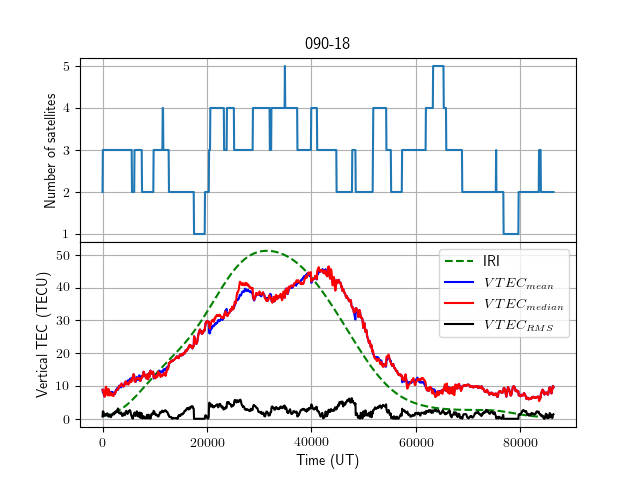 090-18
5
4
3
2
1
Number of satellites
50
40
30
20
10
0
Vertical TEC (TECU)
IRI
VTEC_mean
VTEC_median
VTEC_RMS
0 20000 40000 60000 80000
Time (UT)